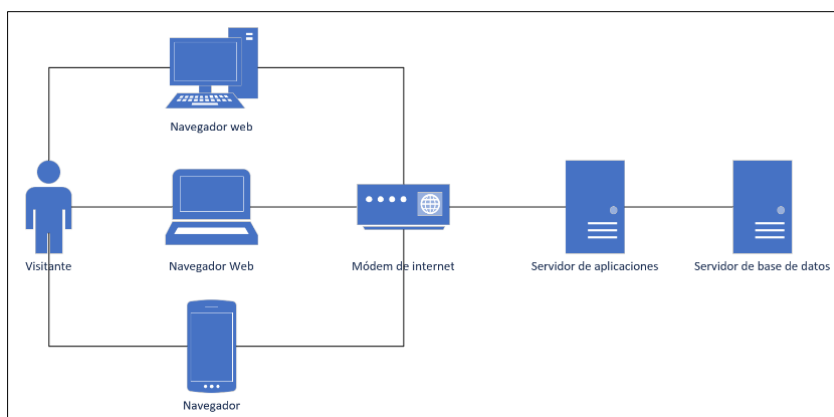 Navegador web
Visitante
Navegador Web
Módem de internet
Servidor de aplicaciones
Servidor de base de datos
Navegador